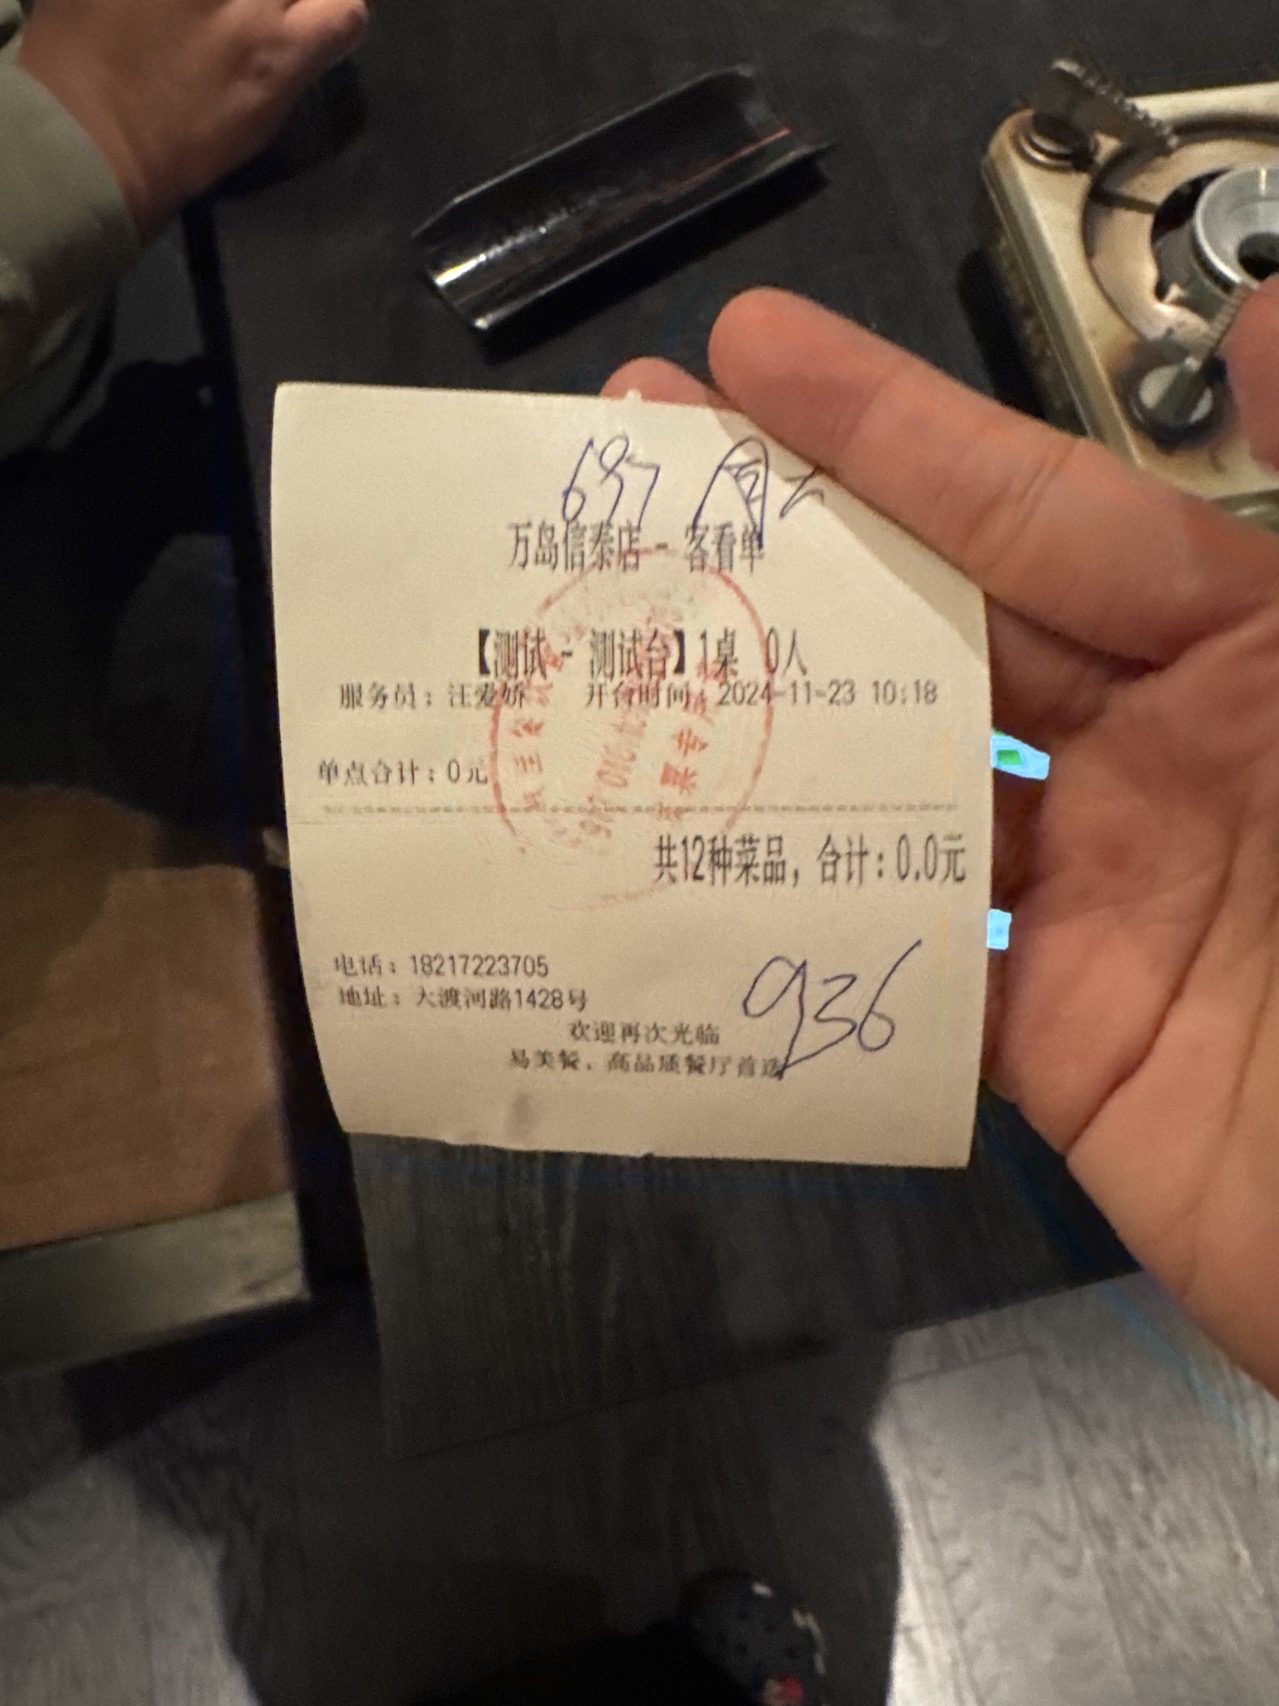 697
万岛信泰店 - 客看单
【测试 - 测试台】1桌 0人
服务员：汪爱娇 开台时间：2024-11-23 10:18
单点合计：0元
共12种菜品，合计：0.0元
电话：18217223705
地址：大渡河路1428号
936
欢迎再次光临
易美餐，高品质餐厅首选